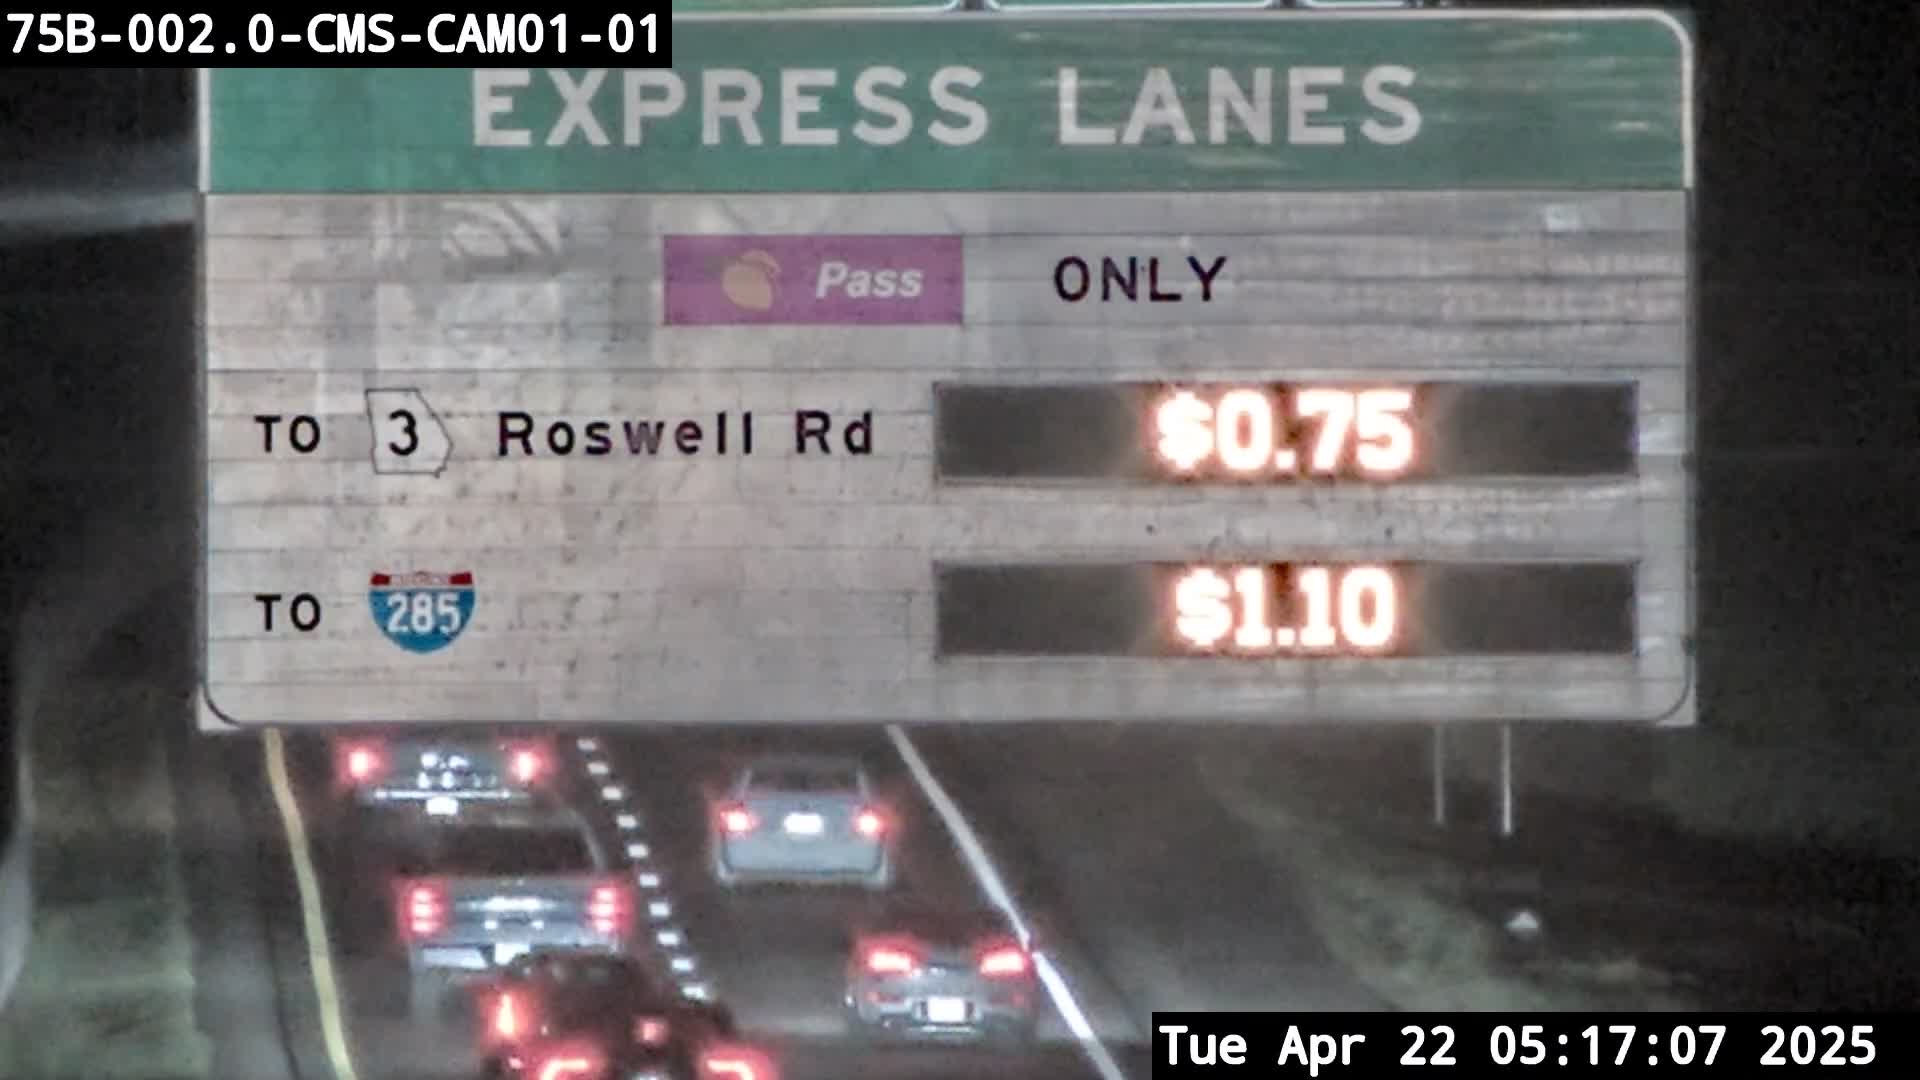 75B-002.0-CMS-CAM01-01
EXPRESS LANES
Pass ONLY
TO 3 Roswell Rd $0.75
TO 285 $1.10
Tue Apr 22 05:17:07 2025